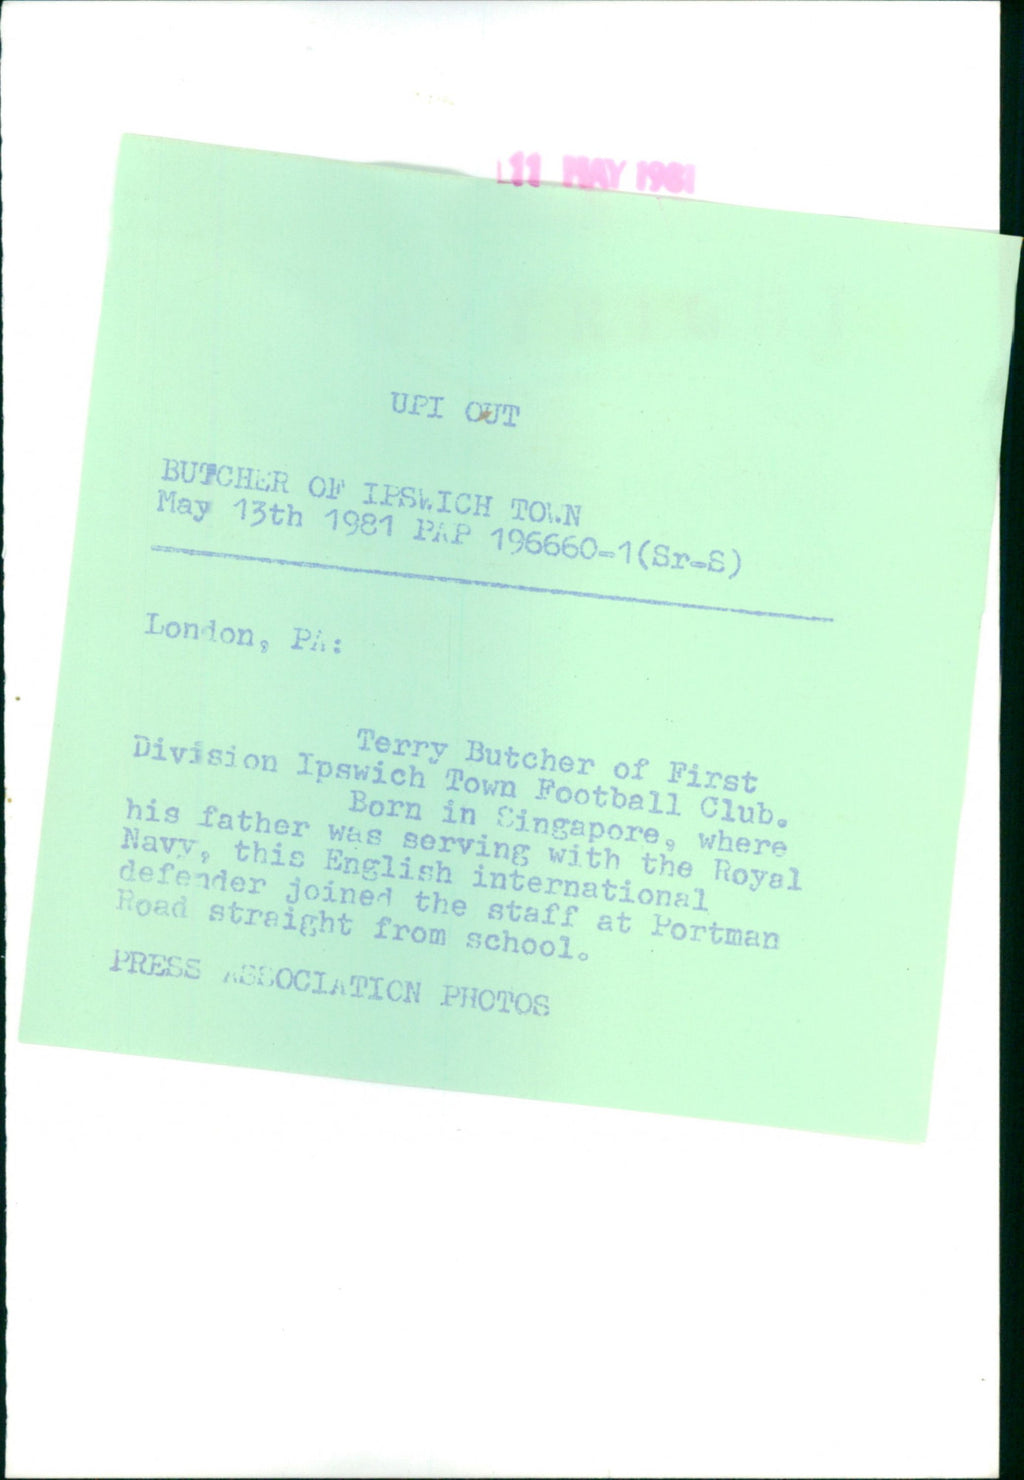 11 MAY 1981
UPI OUT
BUTCHER OF IPSWICH TOWN
May 13th 1981 PAP 196660-1(Sr-S)
London, PA:
Terry Butcher of First
Division Ipswich Town Football Club.
Born in Singapore, where
his father was serving with the Royal
Navy, this English international
defender joined the staff at Portman
Road straight from school.
PRESS ASSOCIATION PHOTOS